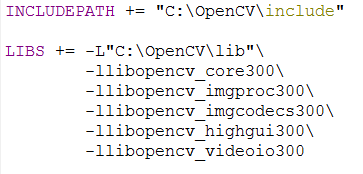 INCLUDEPATH += "C:\OpenCV\include"
LIBS += -L"C:\OpenCV\lib"\
-llibopencv_core300\
-llibopencv_imgproc300\
-llibopencv_imgcodecs300\
-llibopencv_highgui300\
-llibopencv_videoio300